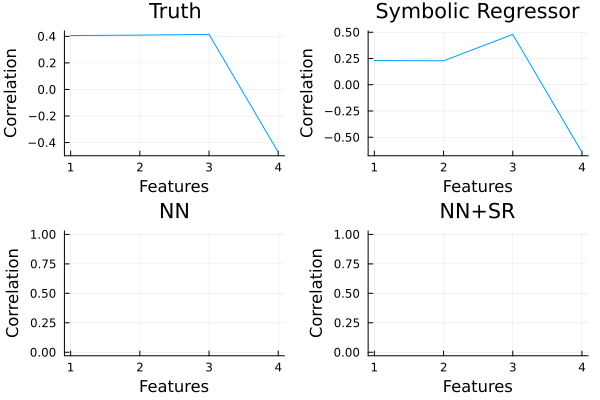 Truth
Correlation
0.4
0.2
0.0
−0.2
−0.4
1 2 3 4
Features
Symbolic Regressor
Correlation
0.50
0.25
0.00
−0.25
−0.50
1 2 3 4
Features
NN
Correlation
1.00
0.75
0.50
0.25
0.00
1 2 3 4
Features
NN+SR
Correlation
1.00
0.75
0.50
0.25
0.00
1 2 3 4
Features